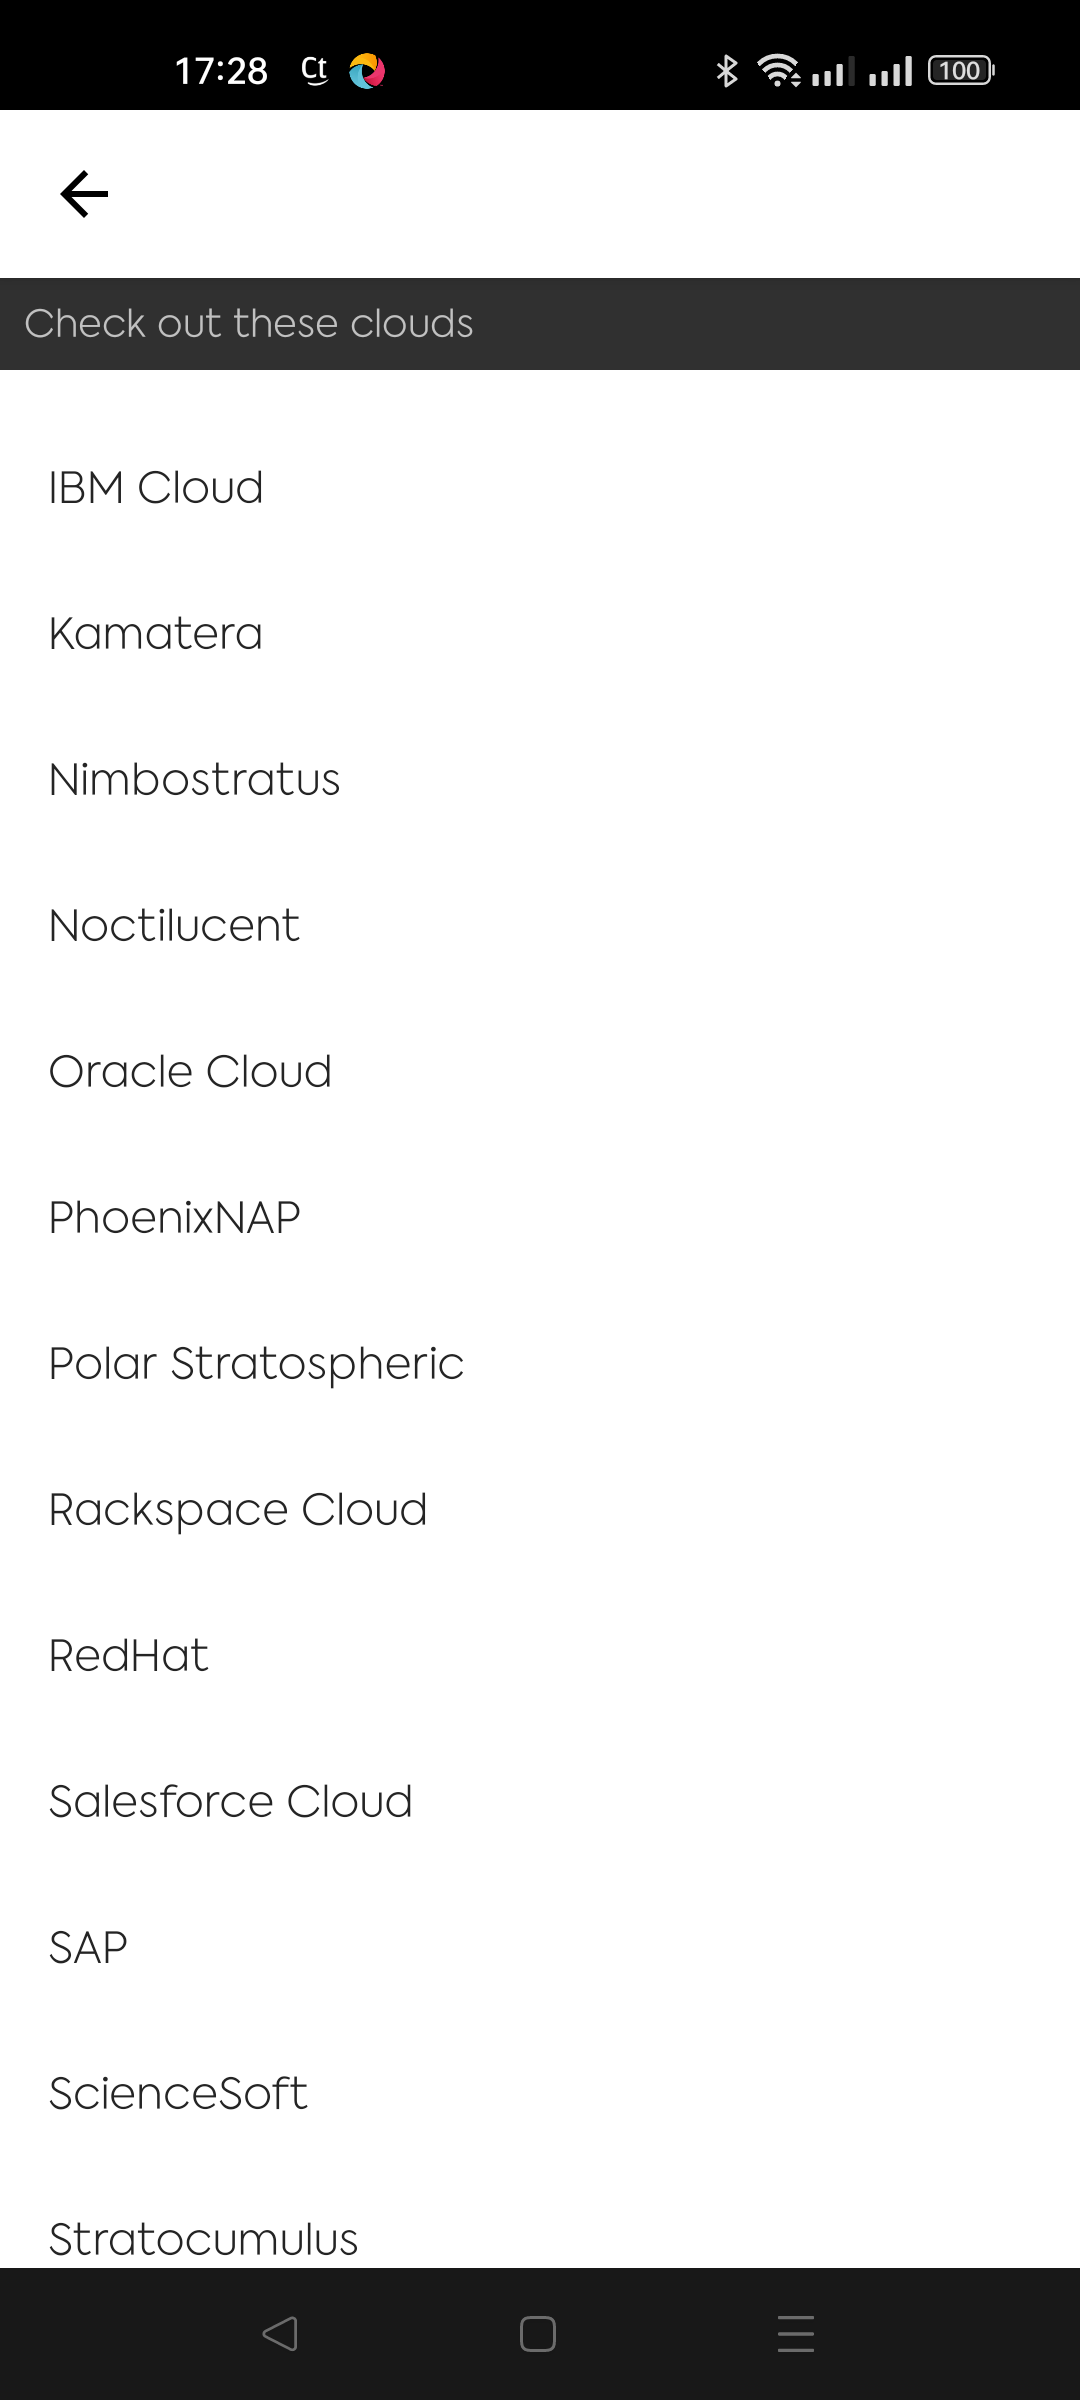 17:28 Ct 100
Check out these clouds
IBM Cloud
Kamatera
Nimbostratus
Noctilucent
Oracle Cloud
PhoenixNAP
Polar Stratospheric
Rackspace Cloud
RedHat
Salesforce Cloud
SAP
ScienceSoft
Stratocumulus